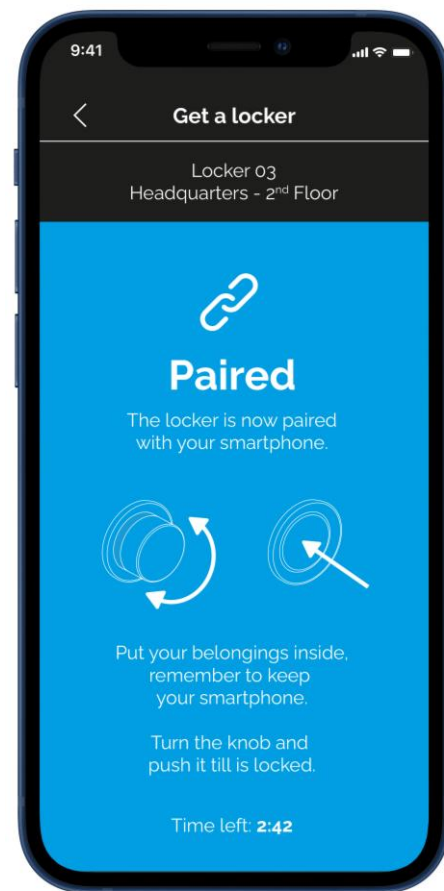 9:41
Get a locker
Locker 03
Headquarters - 2nd Floor
Paired
The locker is now paired
with your smartphone.
Put your belongings inside,
remember to keep
your smartphone.
Turn the knob and
push it till is locked.
Time left: 2:42